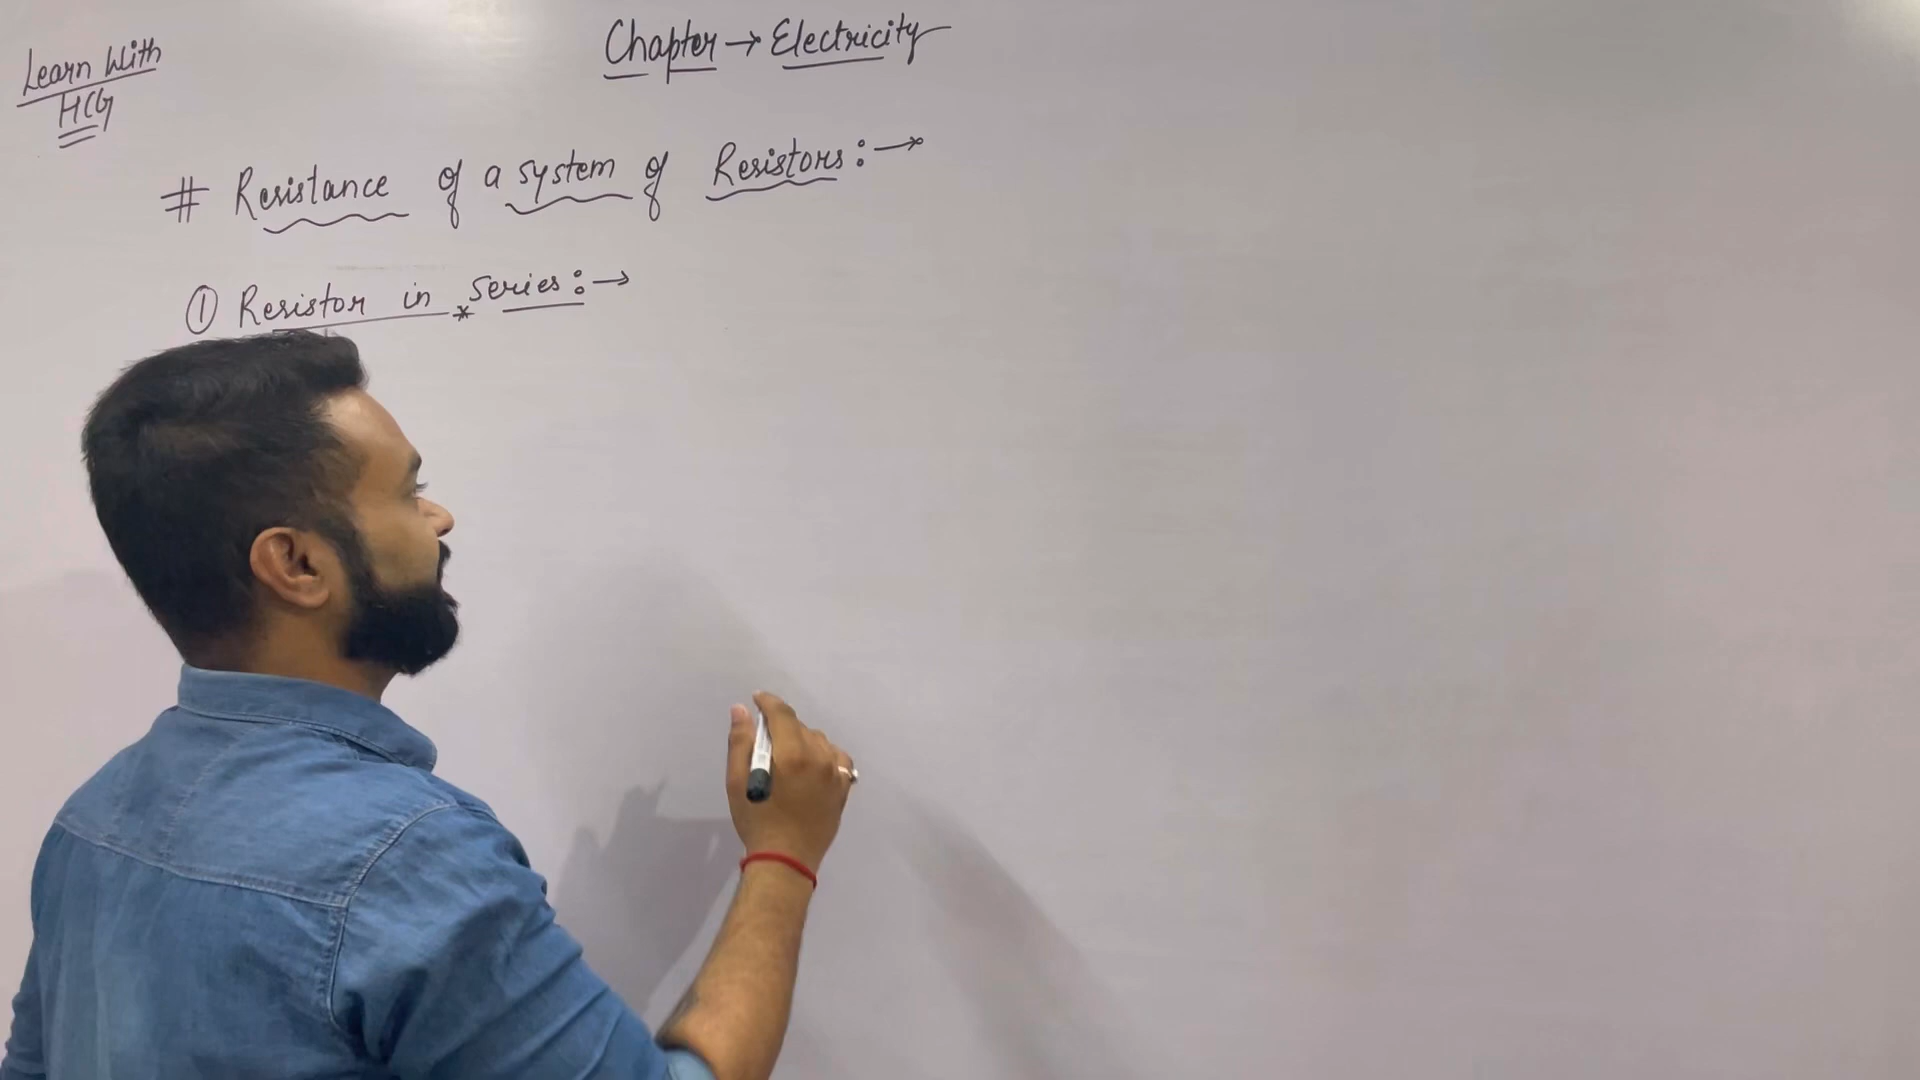 Learn With
HCG
Chapter → Electricity
# Resistance of a system of Resistors :→
① Resistor in * Series :→